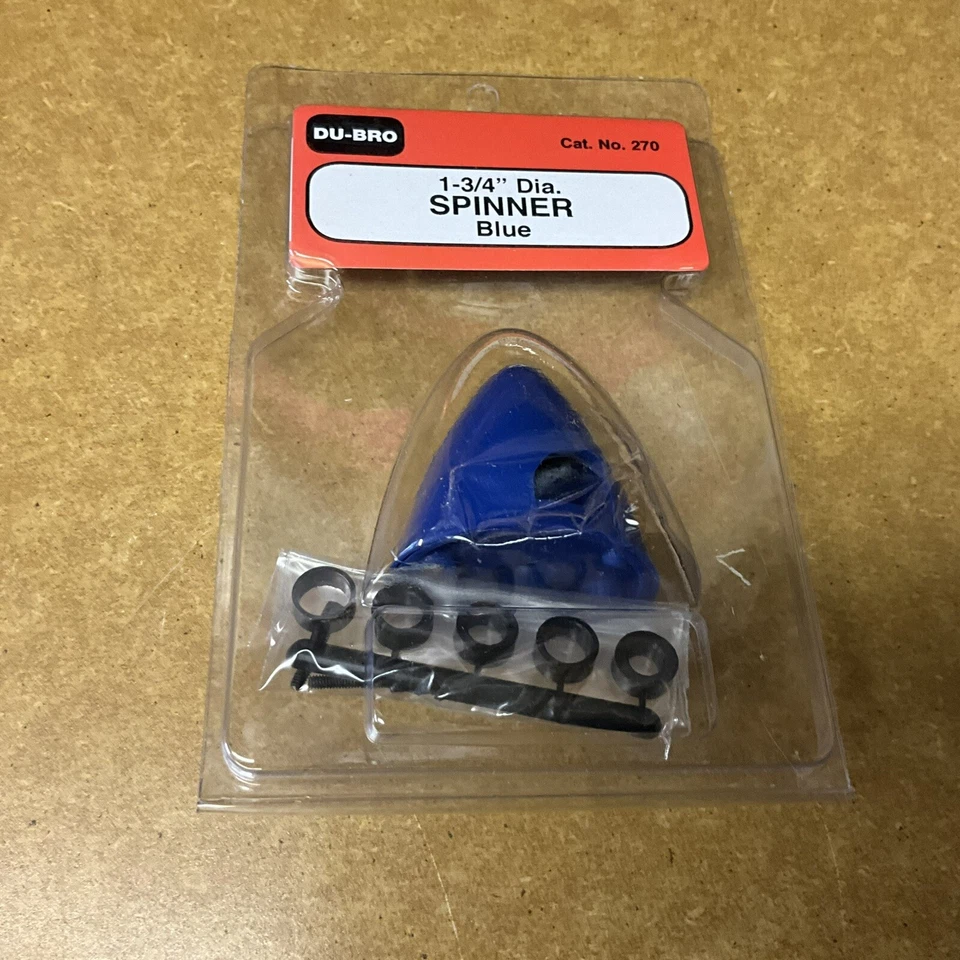 DU-BRO
Cat. No. 270
1-3/4” Dia.
SPINNER
Blue